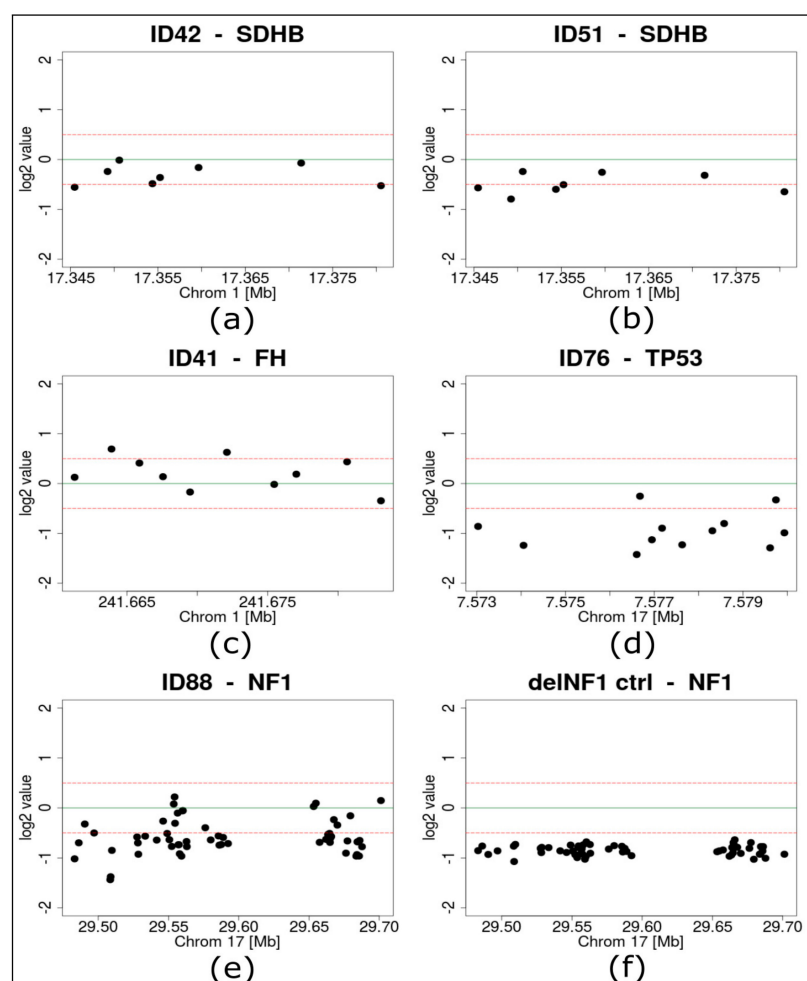 ID42 - SDHB
log2 value
2
1
0
-1
-2
17.345 17.355 17.365 17.375
Chrom 1 [Mb]
(a)
ID51 - SDHB
log2 value
2
1
0
-1
-2
17.345 17.355 17.365 17.375
Chrom 1 [Mb]
(b)
ID41 - FH
log2 value
2
1
0
-1
-2
241.665 241.675
Chrom 1 [Mb]
(c)
ID76 - TP53
log2 value
2
1
0
-1
-2
7.573 7.575 7.577 7.579
Chrom 17 [Mb]
(d)
ID88 - NF1
log2 value
2
1
0
-1
-2
29.50 29.55 29.60 29.65 29.70
Chrom 17 [Mb]
(e)
delNF1 ctrl - NF1
log2 value
2
1
0
-1
-2
29.50 29.55 29.60 29.65 29.70
Chrom 17 [Mb]
(f)